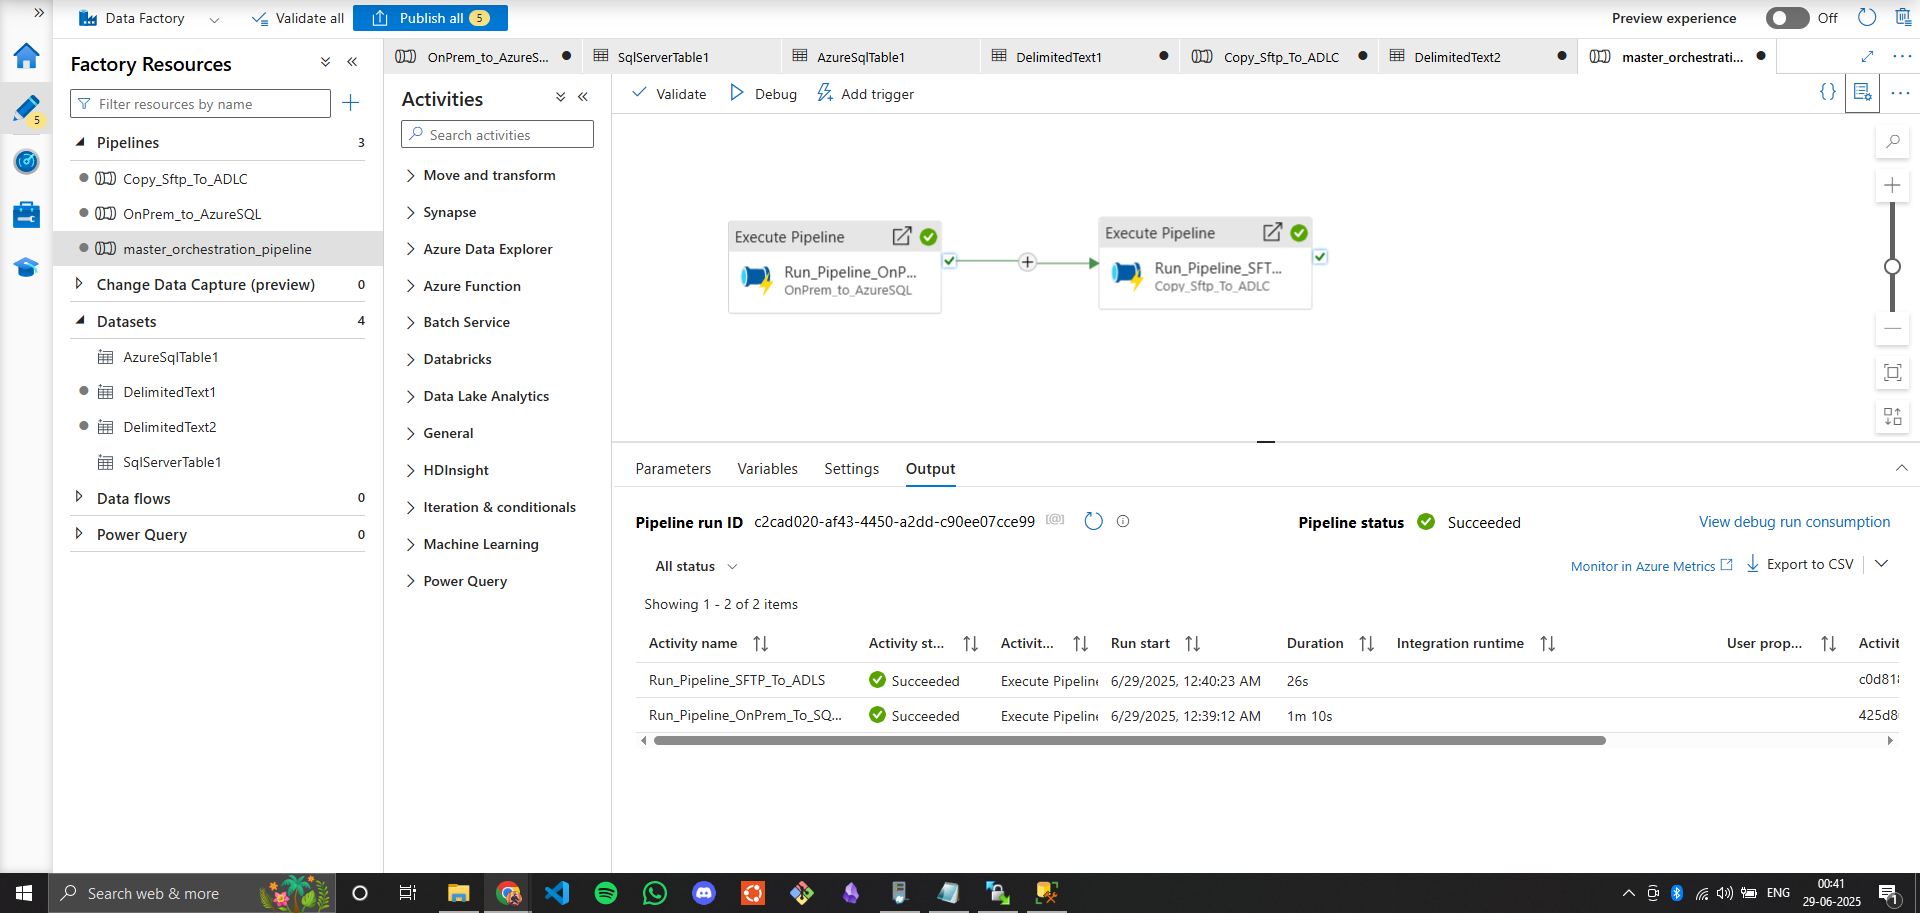 Data Factory
Validate all
Publish all 5
Preview experience
Off
Factory Resources
Filter resources by name
5
Pipelines 3
Copy_Sftp_To_ADLC
OnPrem_to_AzureSQL
master_orchestration_pipeline
Change Data Capture (preview) 0
Datasets 4
AzureSqlTable1
DelimitedText1
DelimitedText2
SqlServerTable1
Data flows 0
Power Query 0
OnPrem_to_AzureS...
SqlServerTable1
AzureSqlTable1
DelimitedText1
Copy_Sftp_To_ADLC
DelimitedText2
master_orchestrati...
Activities
Search activities
Move and transform
Synapse
Azure Data Explorer
Azure Function
Batch Service
Databricks
Data Lake Analytics
General
HDInsight
Iteration & conditionals
Machine Learning
Power Query
Validate
Debug
Add trigger
{}
Execute Pipeline
Run_Pipeline_OnP...
OnPrem_to_AzureSQL
Execute Pipeline
Run_Pipeline_SFT...
Copy_Sftp_To_ADLC
Parameters
Variables
Settings
Output
Pipeline run ID c2cad020-af43-4450-a2dd-c90ee07cce99 [@]
Pipeline status Succeeded
View debug run consumption
All status
Monitor in Azure Metrics
Export to CSV
Showing 1 - 2 of 2 items
Activity name Activity st... Activit... Run start Duration Integration runtime User prop... Activit
Run_Pipeline_SFTP_To_ADLS Succeeded Execute Pipeline 6/29/2025, 12:40:23 AM 26s c0d818
Run_Pipeline_OnPrem_To_SQ... Succeeded Execute Pipeline 6/29/2025, 12:39:12 AM 1m 10s 425d8
Search web & more
ENG
00:41
29-06-2025
1